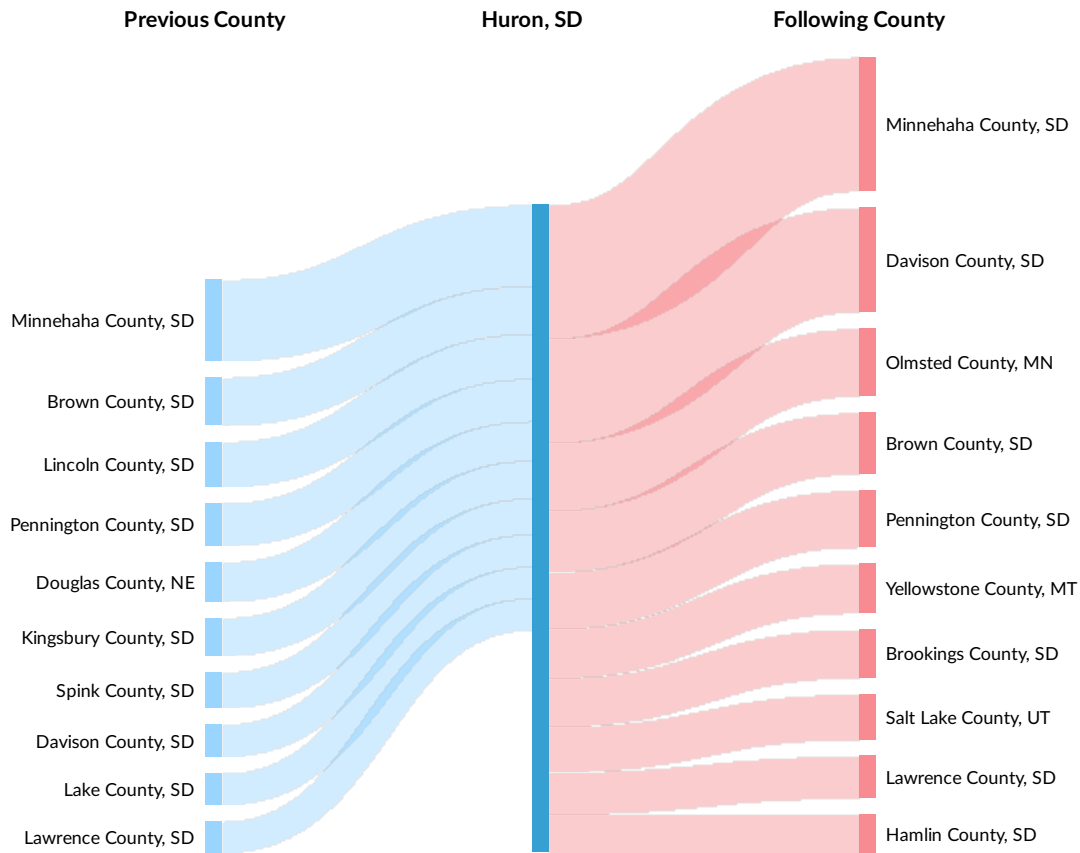 Previous County
Huron, SD
Following County
Minnehaha County, SD
Brown County, SD
Lincoln County, SD
Pennington County, SD
Douglas County, NE
Kingsbury County, SD
Spink County, SD
Davison County, SD
Lake County, SD
Lawrence County, SD
Minnehaha County, SD
Davison County, SD
Olmsted County, MN
Brown County, SD
Pennington County, SD
Yellowstone County, MT
Brookings County, SD
Salt Lake County, UT
Lawrence County, SD
Hamlin County, SD